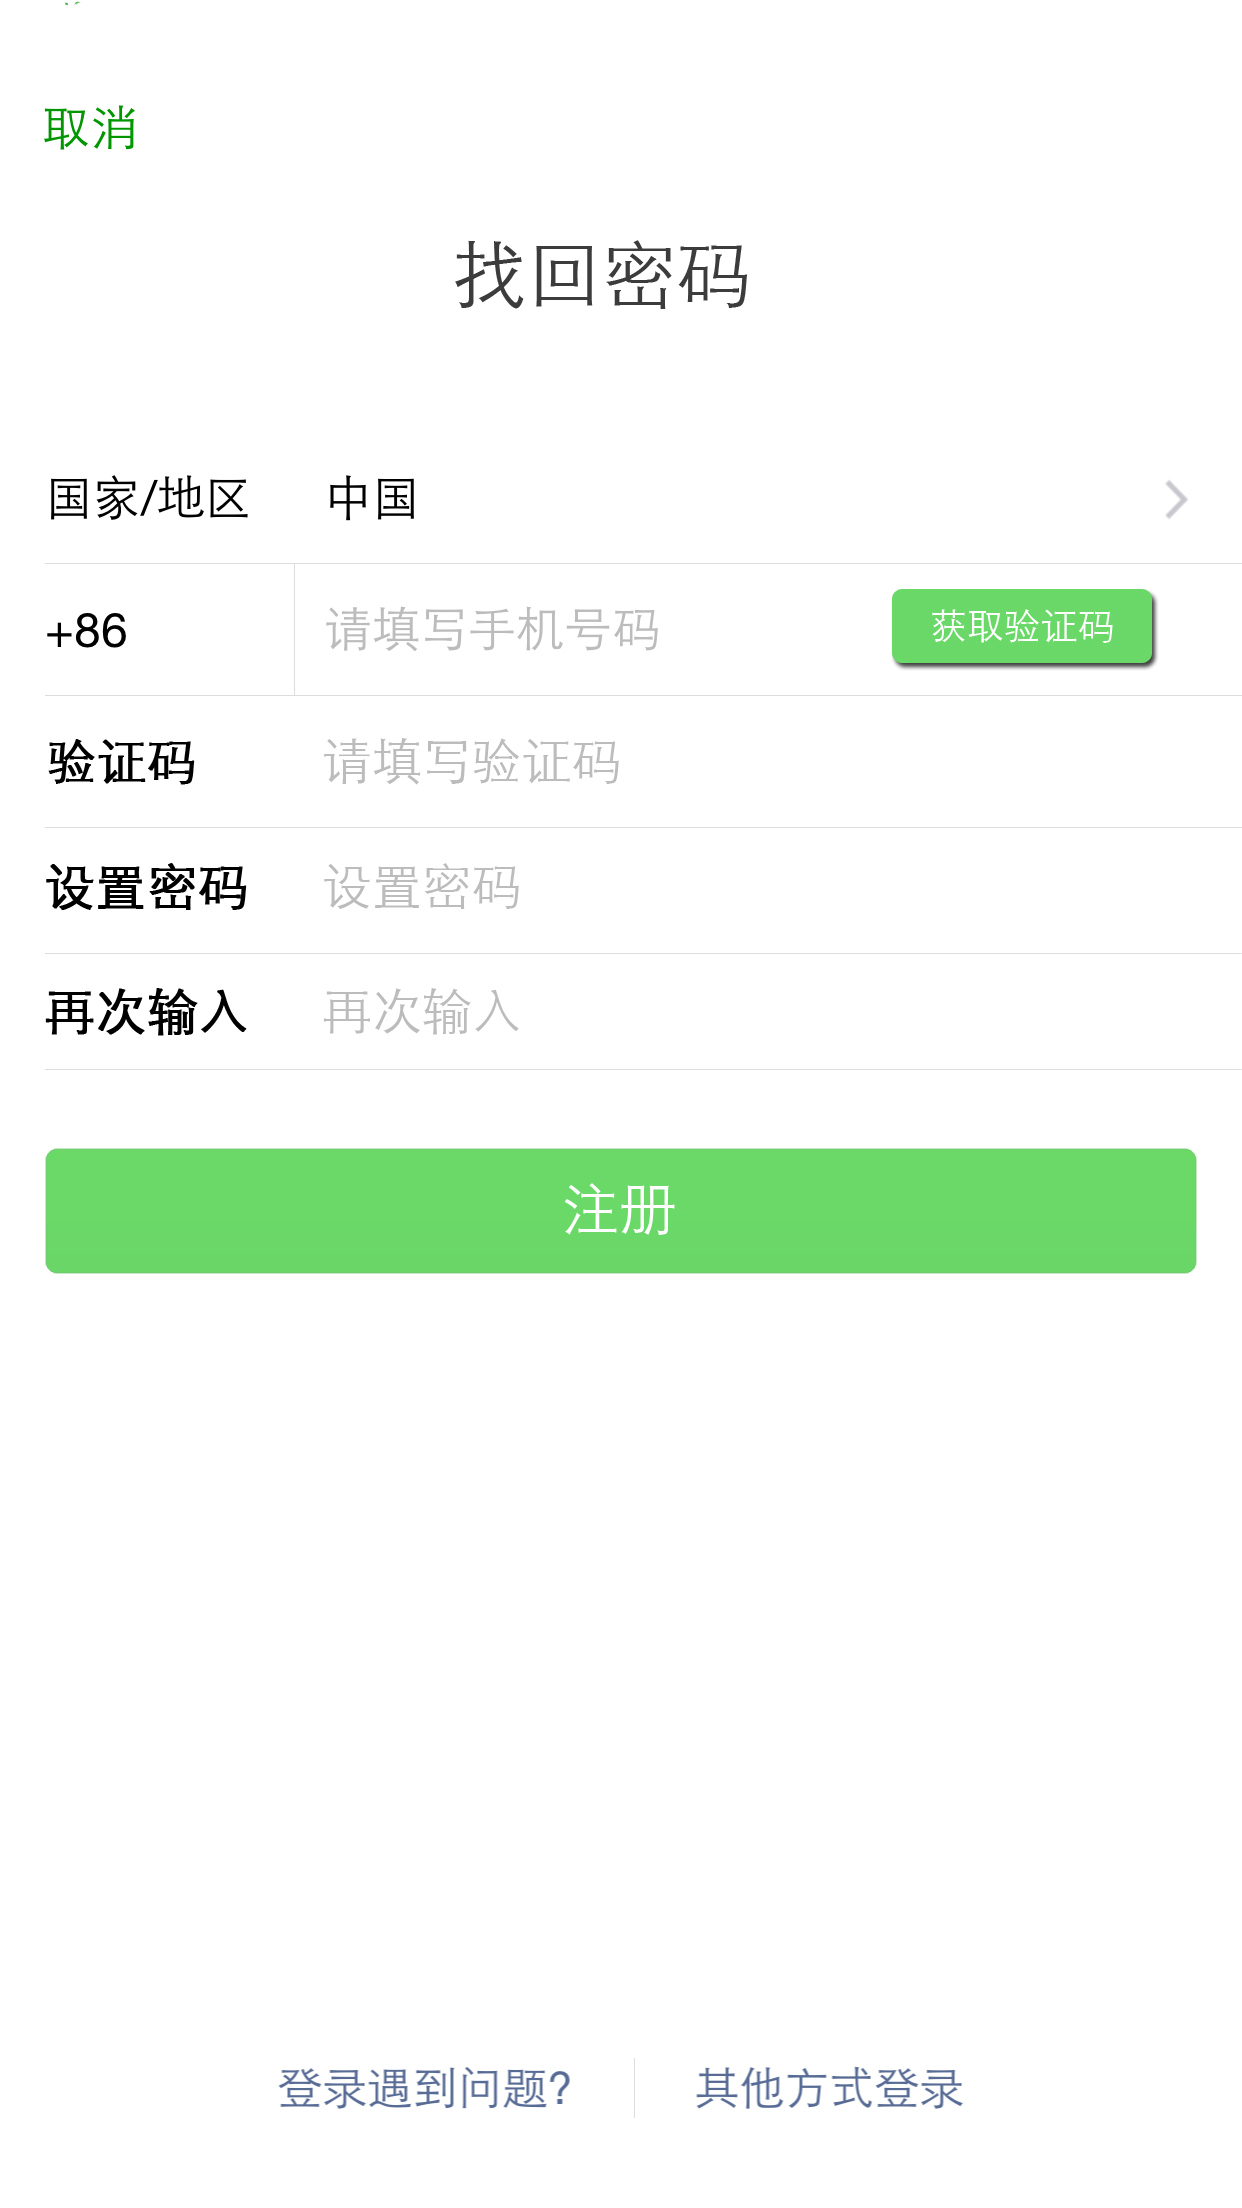 取消
找回密码
国家/地区 中国
+86 请填写手机号码 获取验证码
验证码 请填写验证码
设置密码 设置密码
再次输入 再次输入
注册
登录遇到问题? 其他方式登录